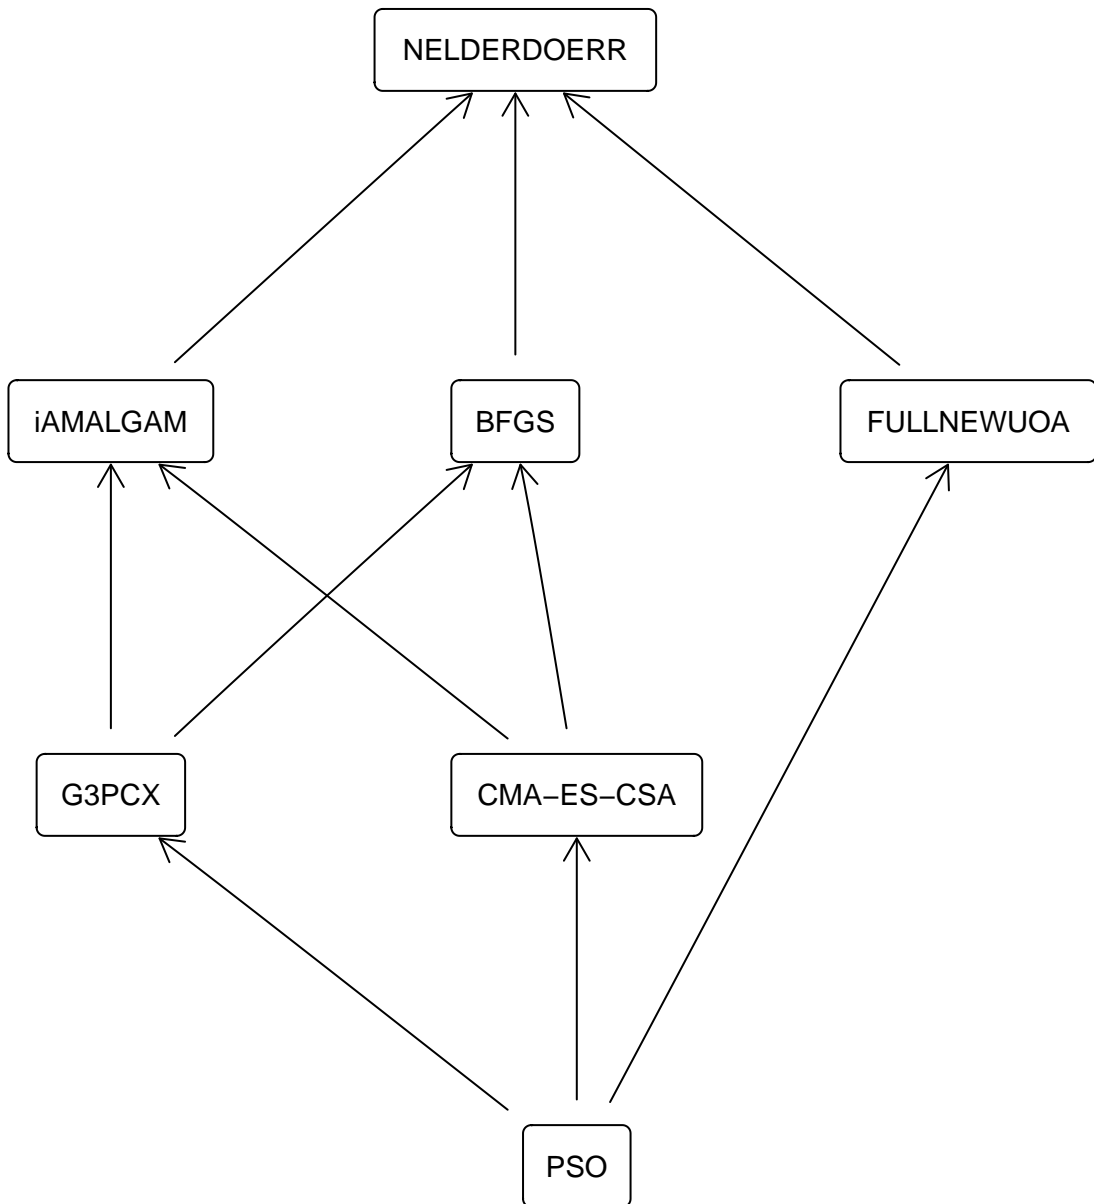 NELDERDOERR
iAMALGAM
BFGS
FULLNEWUOA
G3PCX
CMA−ES−CSA
PSO